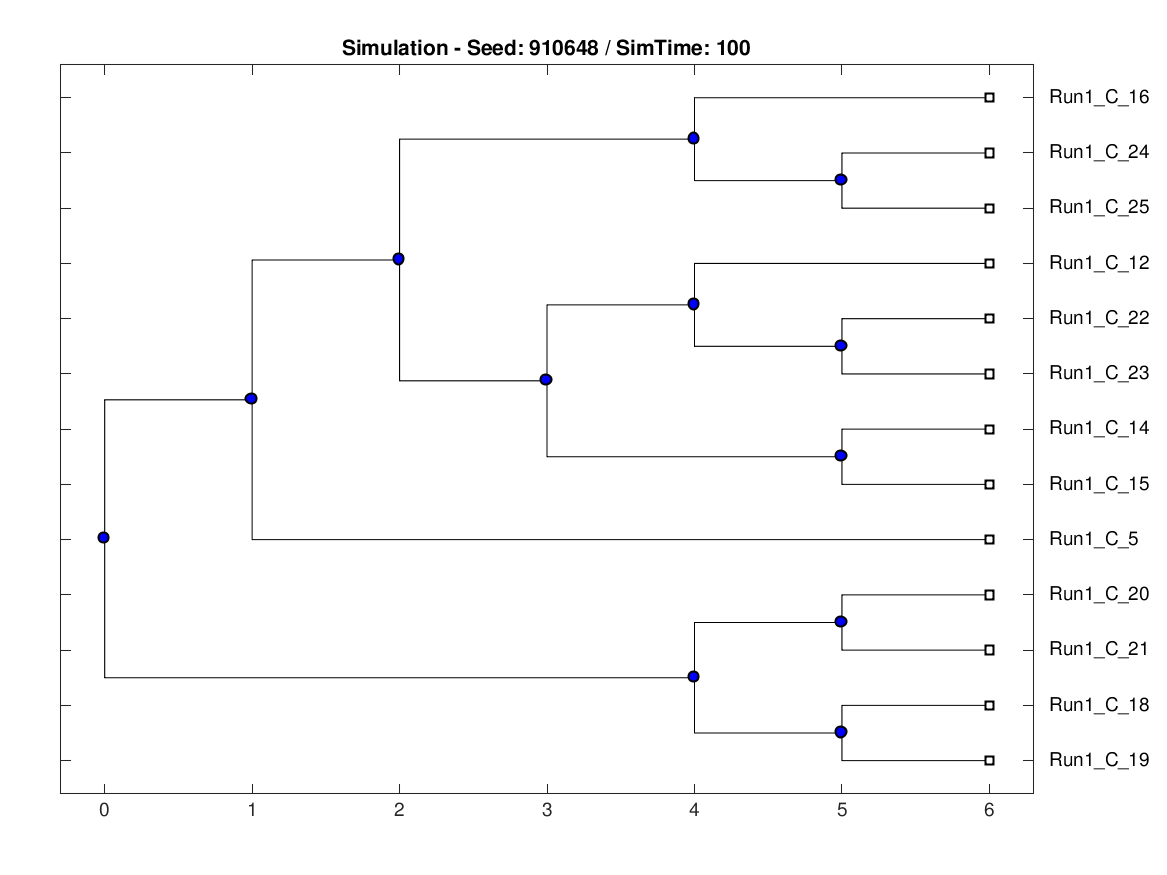 Simulation - Seed: 910648 / SimTime: 100
Run1_C_16
Run1_C_24
Run1_C_25
Run1_C_12
Run1_C_22
Run1_C_23
Run1_C_14
Run1_C_15
Run1_C_5
Run1_C_20
Run1_C_21
Run1_C_18
Run1_C_19
0 1 2 3 4 5 6